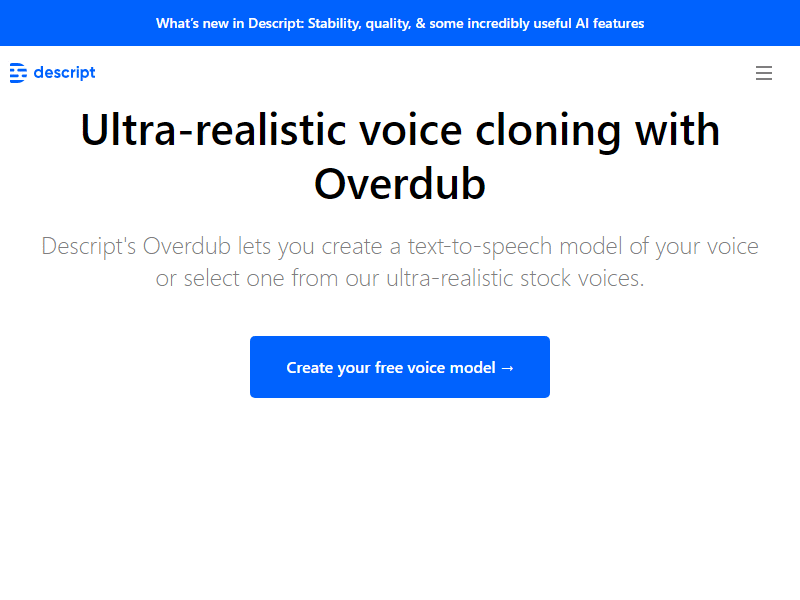 What's new in Descript: Stability, quality, & some incredibly useful AI features
descript
Ultra-realistic voice cloning with
Overdub
Descript's Overdub lets you create a text-to-speech model of your voice
or select one from our ultra-realistic stock voices.
Create your free voice model →